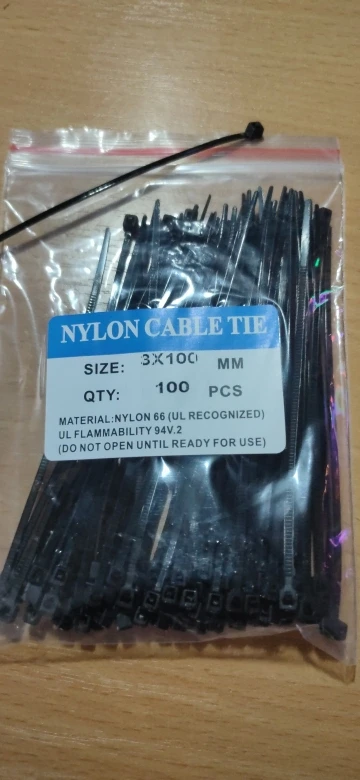 NYLON CABLE TIE
SIZE: 3X100 MM
QTY: 100 PCS
MATERIAL:NYLON 66 (UL RECOGNIZED)
UL FLAMMABILITY 94V.2
(DO NOT OPEN UNTIL READY FOR USE)